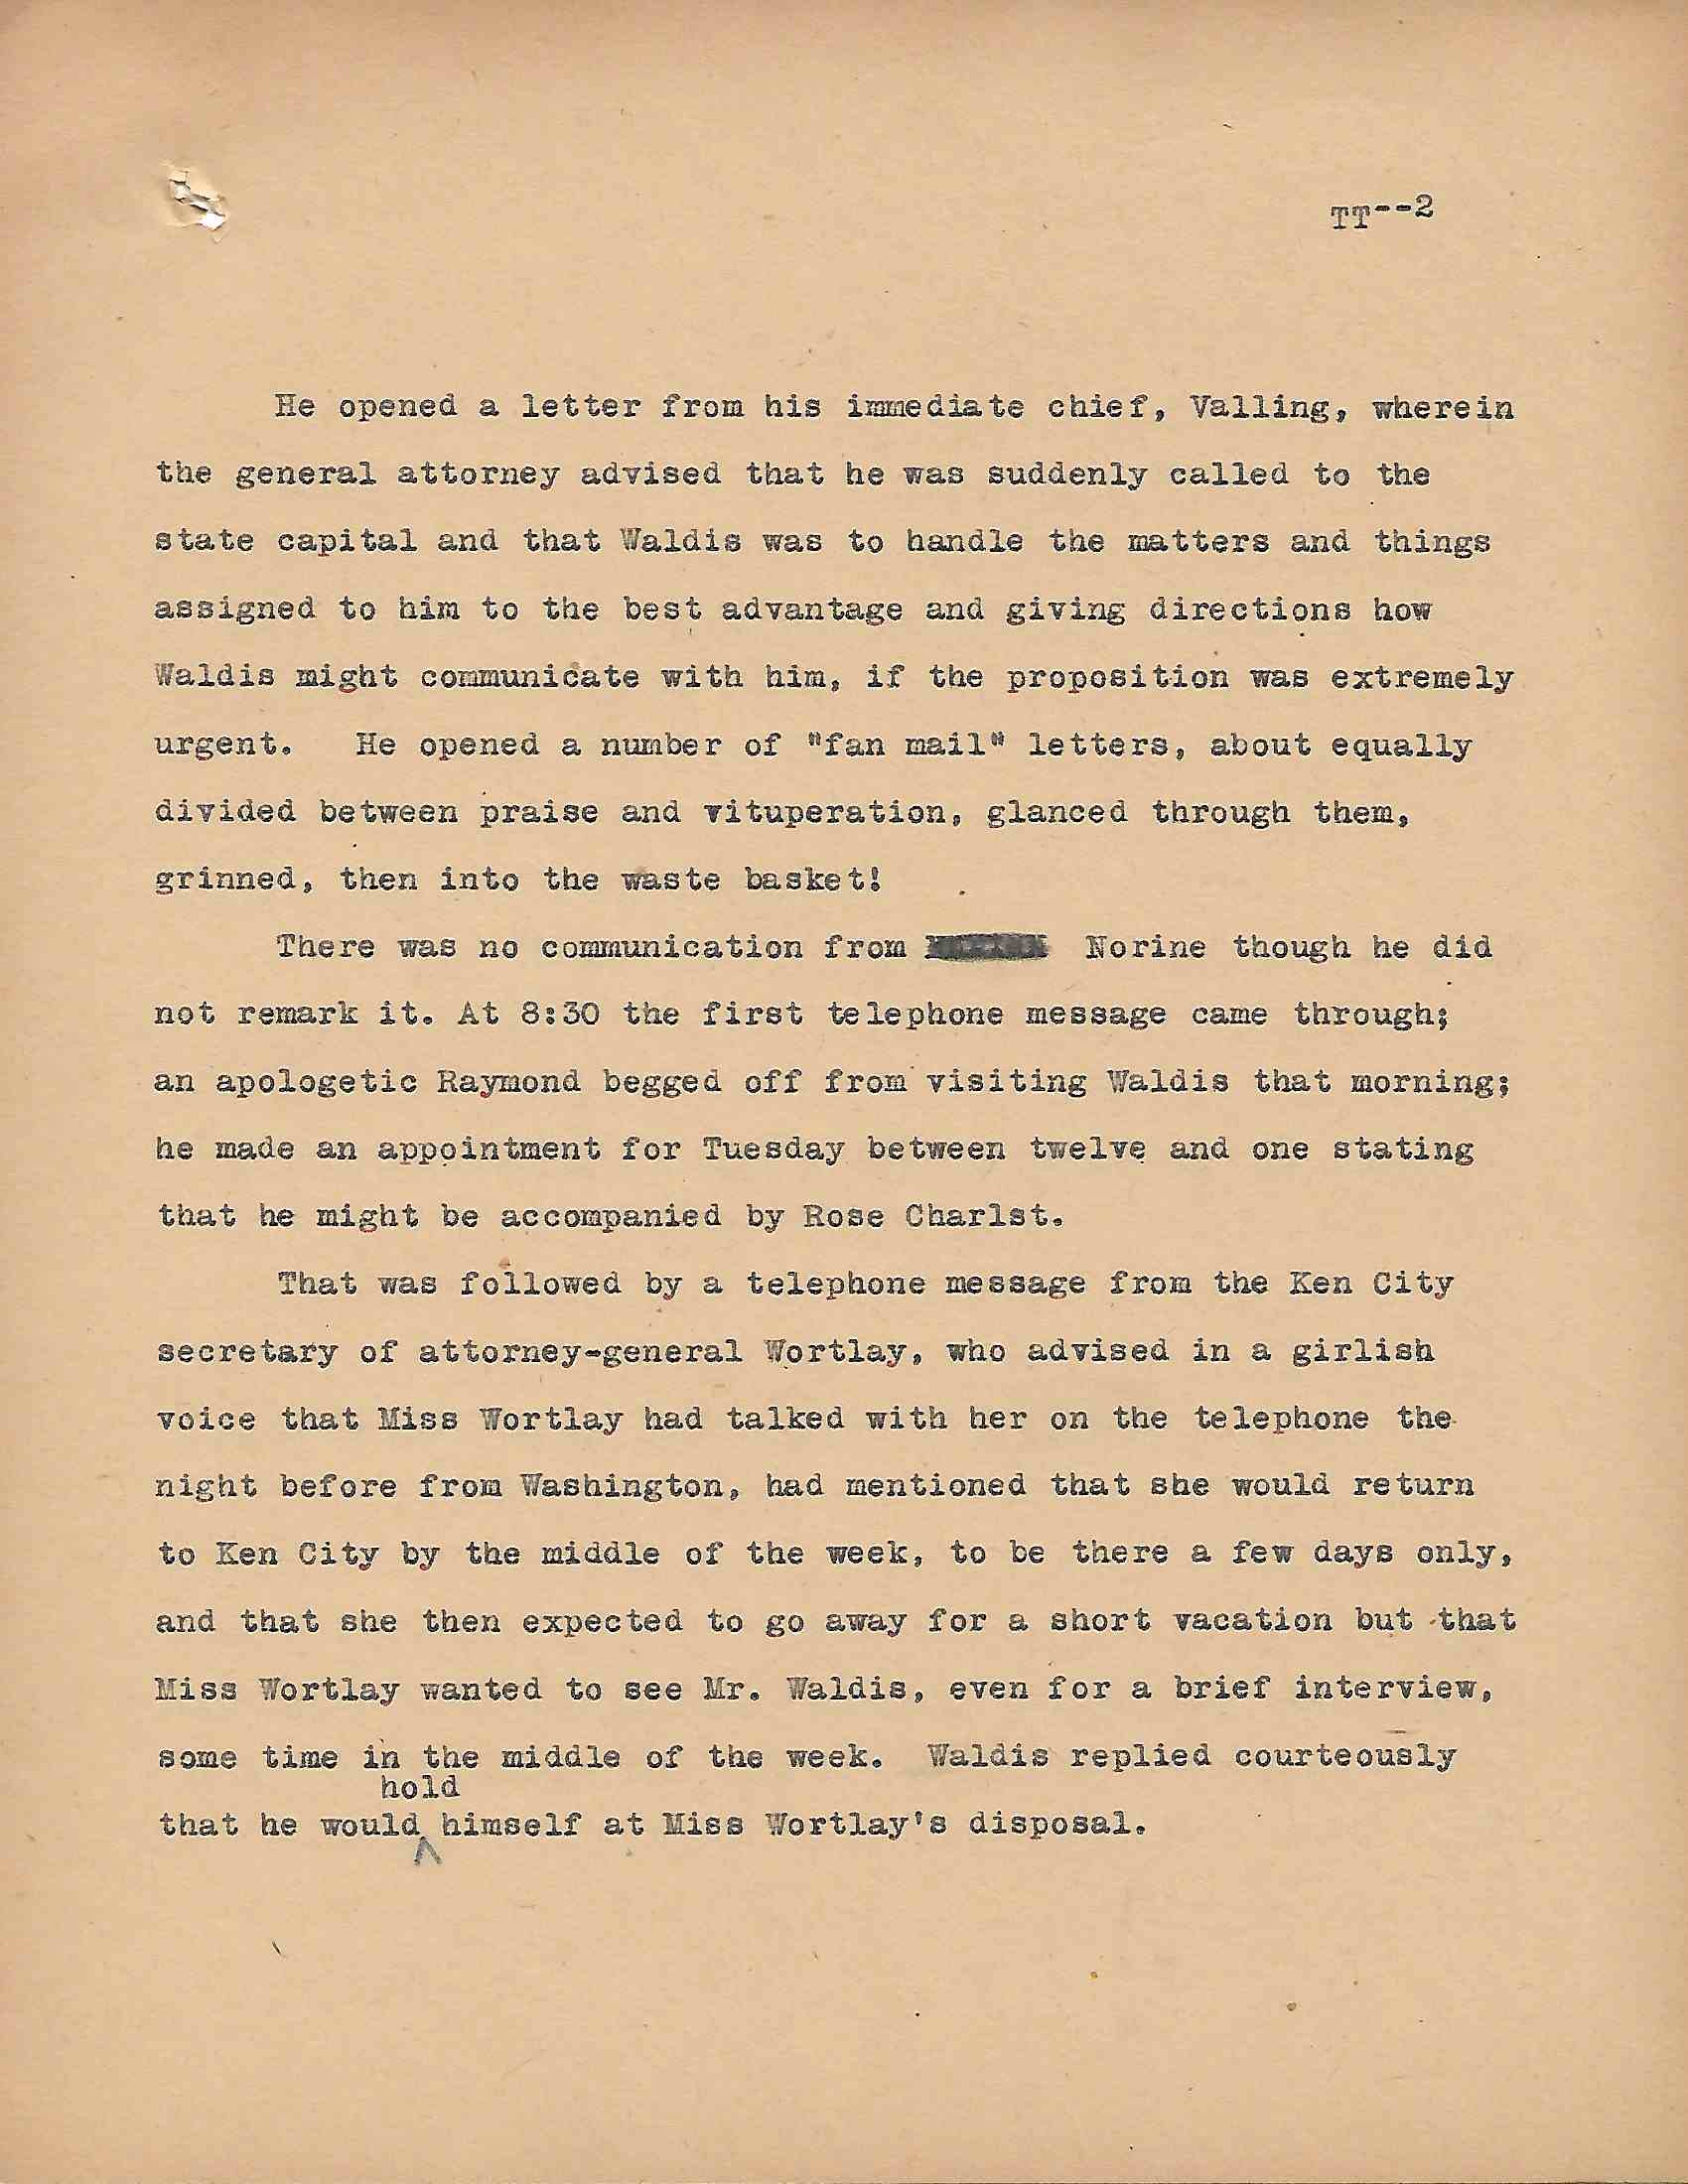 TT--2
He opened a letter from his immediate chief, Valling, wherein
the general attorney advised that he was suddenly called to the
state capital and that Waldis was to handle the matters and things
assigned to him to the best advantage and giving directions how
Waldis might communicate with him, if the proposition was extremely
urgent. He opened a number of "fan mail" letters, about equally
divided between praise and vituperation, glanced through them,
grinned, then into the waste basket!
There was no communication from Norine though he did
not remark it. At 8:30 the first telephone message came through;
an apologetic Raymond begged off from visiting Waldis that morning;
he made an appointment for Tuesday between twelve and one stating
that he might be accompanied by Rose Charlst.
That was followed by a telephone message from the Ken City
secretary of attorney-general Wortlay, who advised in a girlish
voice that Miss Wortlay had talked with her on the telephone the
night before from Washington, had mentioned that she would return
to Ken City by the middle of the week, to be there a few days only,
and that she then expected to go away for a short vacation but that
Miss Wortlay wanted to see Mr. Waldis, even for a brief interview,
some time in the middle of the week. Waldis replied courteously
hold
that he would himself at Miss Wortlay's disposal.